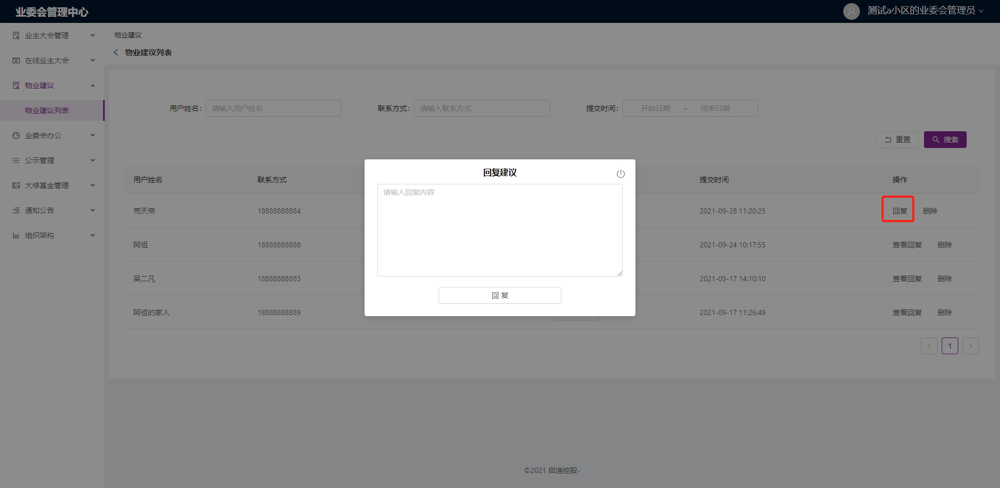 业委会管理中心
测试a小区的业委会管理员
业主大会管理
在线业主大会
物业建议
物业建议列表
业委会办公
公示管理
大修基金管理
通知公告
组织架构
物业建议
物业建议列表
用户姓名: 请输入用户姓名
联系方式: 请输入联系方式
提交时间: 开始日期 ~ 结束日期
重置 搜索
用户姓名 联系方式 提交时间 操作
荒天帝 18888888884 2021-09-28 11:20:25 回复 删除
阿祖 18888888888 2021-09-24 10:17:55 查看回复 删除
吴二凡 18888888883 2021-09-17 14:10:10 查看回复 删除
阿祖的家人 18888888889 2021-09-17 11:26:49 查看回复 删除
< 1 >
回复建议
请输入回复内容
回 复
©2021 启迪控股-